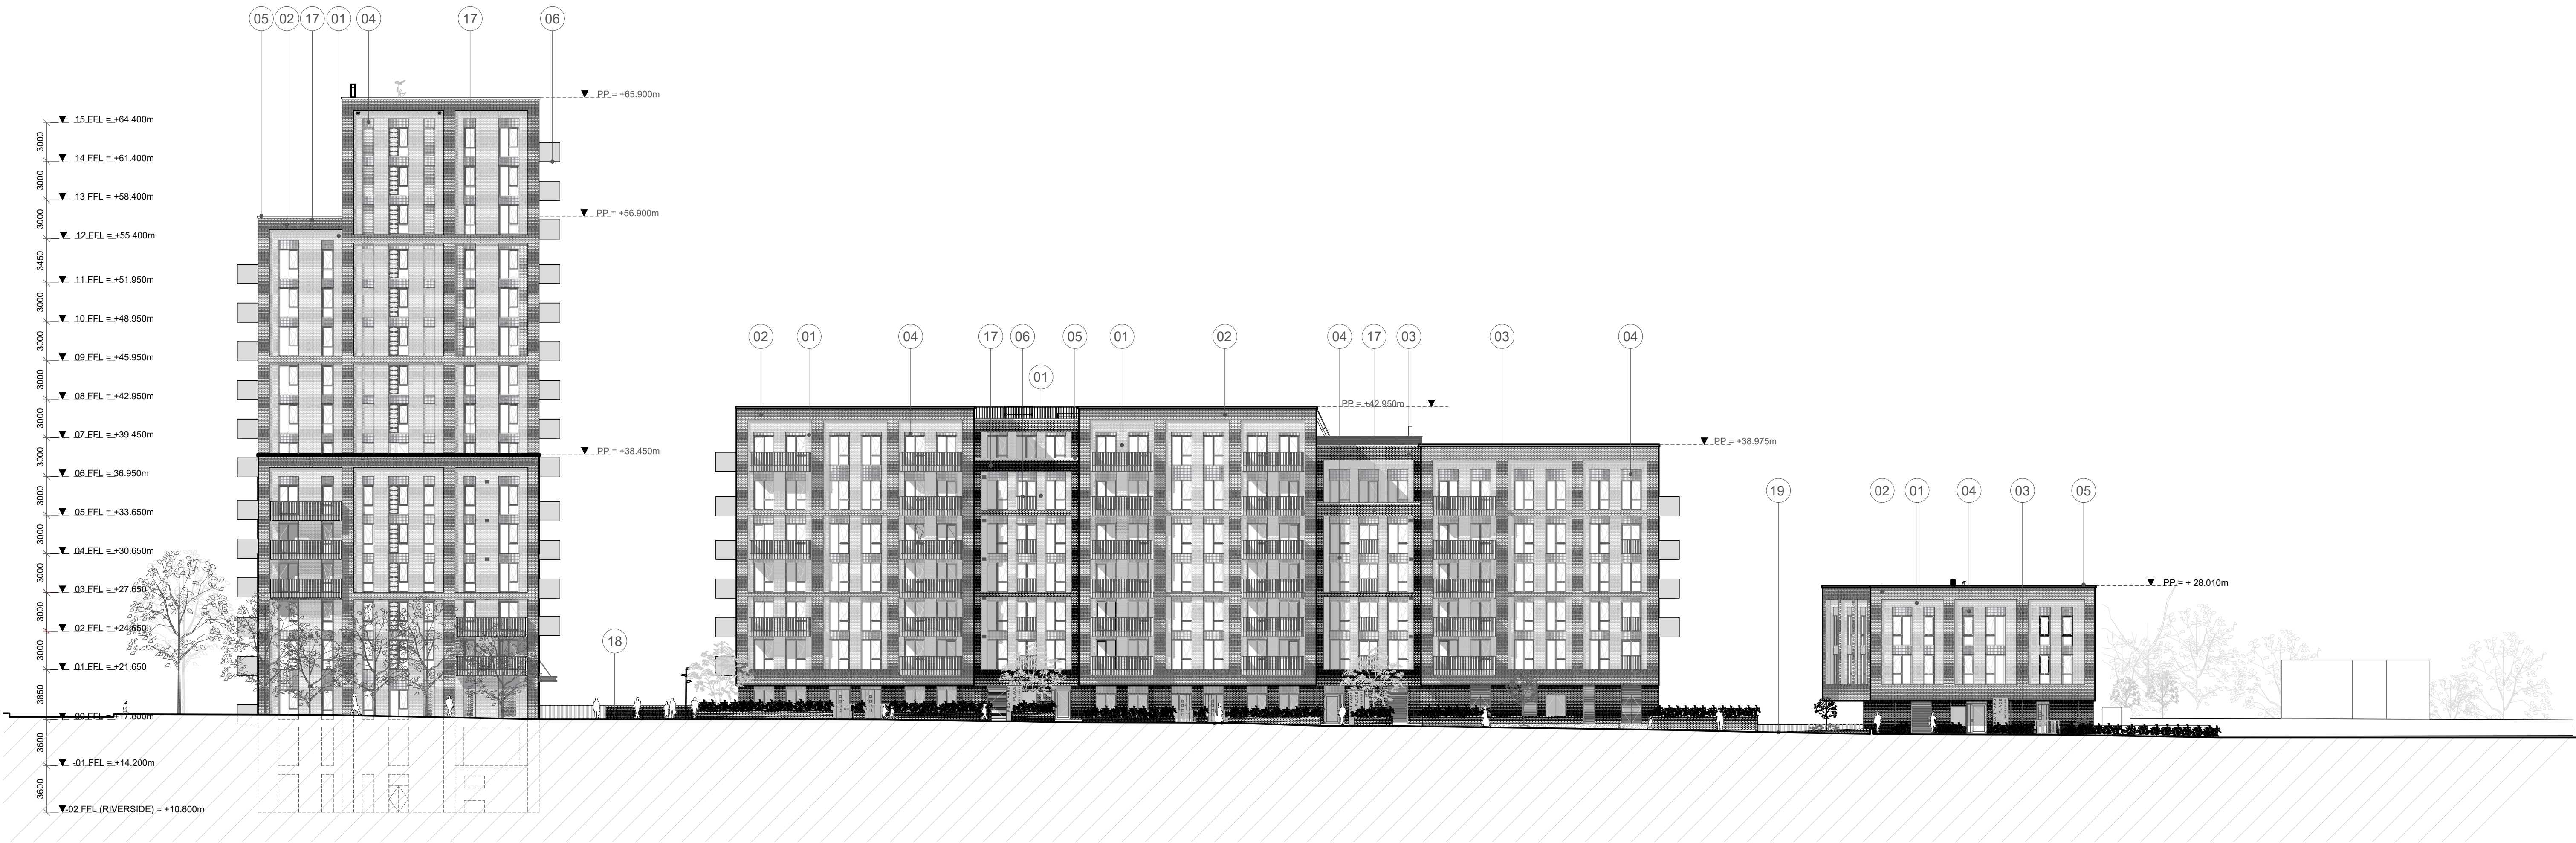 05 02 17 01 04 17 06
PP = +65.900m
15 FFL = +64.400m
3000
14 FFL = +61.400m
3000
13 FFL = +58.400m
3000
PP = +56.900m
12 FFL = +55.400m
3450
11 FFL = +51.950m
3000
10 FFL = +48.950m
3000
09 FFL = +45.950m
3000
08 FFL = +42.950m
3000
07 FFL = +39.450m
3000
PP = +38.450m
06 FFL = 36.950m
3000
05 FFL = +33.650m
3000
04 FFL = +30.650m
3000
03 FFL = +27.650
3000
02 FFL = +24.650
3000
01 FFL = +21.650
3850
00 FFL = +17.800m
3600
-01 FFL = +14.200m
3600
-02 FFL (RIVERSIDE) = +10.600m
18
02 01 04 17 06 05 01 02 04 17 03 03 04
01
PP = +42.950m
PP = +38.975m
19 02 01 04 03 05
PP = + 28.010m